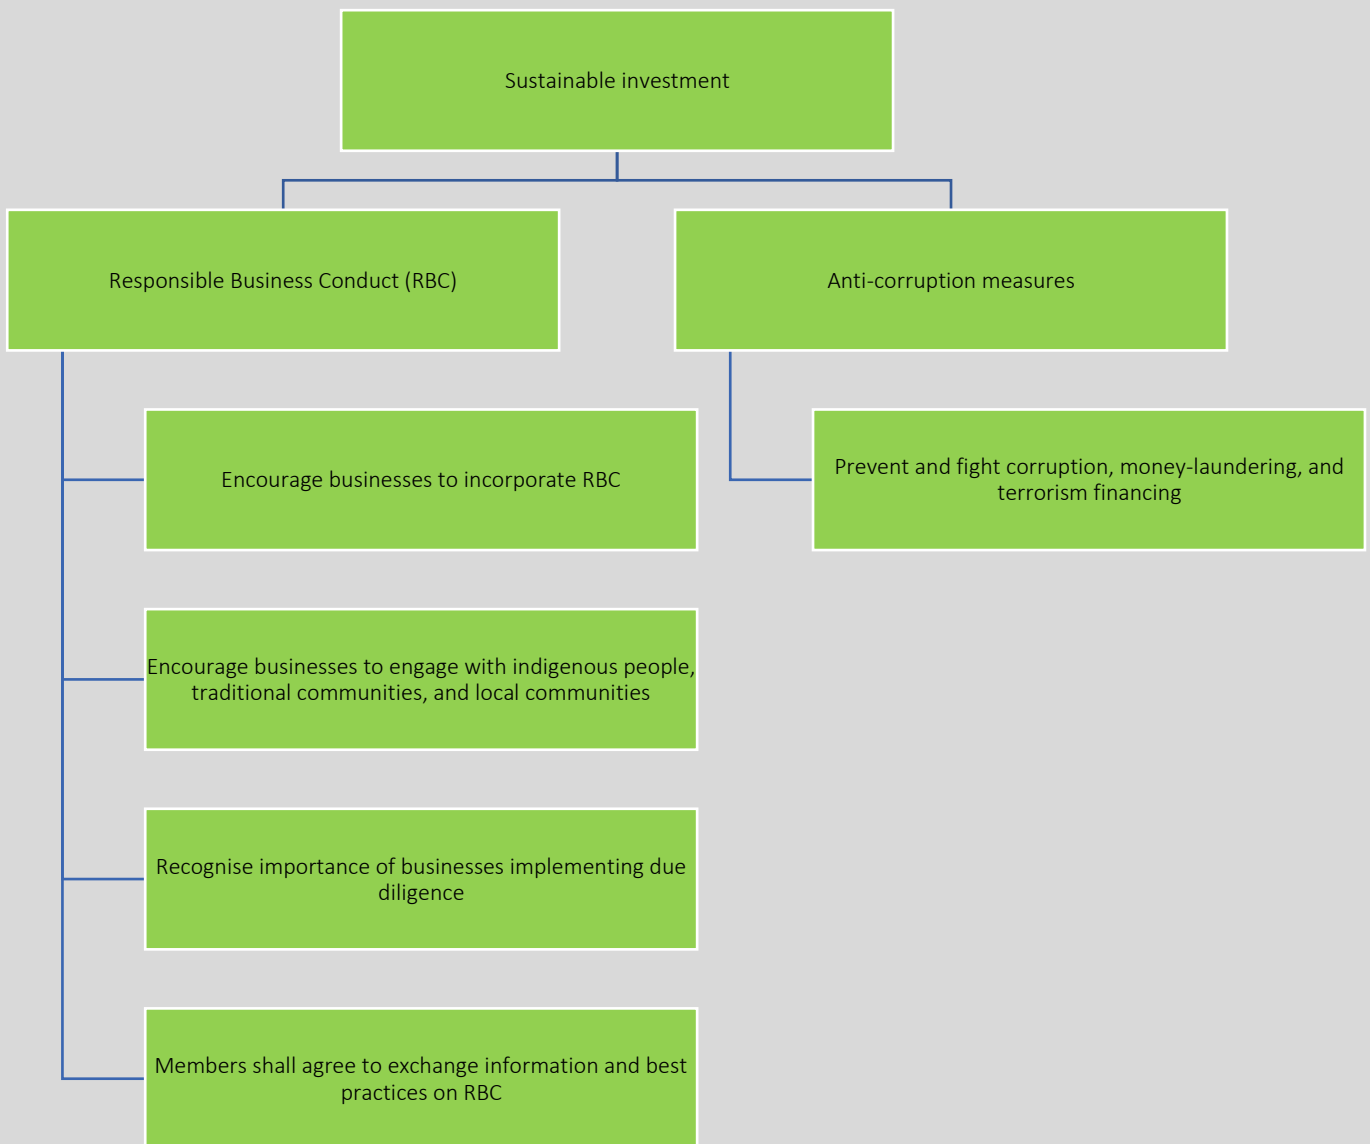 Sustainable investment
Responsible Business Conduct (RBC)
Anti-corruption measures
Encourage businesses to incorporate RBC
Prevent and fight corruption, money-laundering, and
terrorism financing
Encourage businesses to engage with indigenous people,
traditional communities, and local communities
Recognise importance of businesses implementing due
diligence
Members shall agree to exchange information and best
practices on RBC